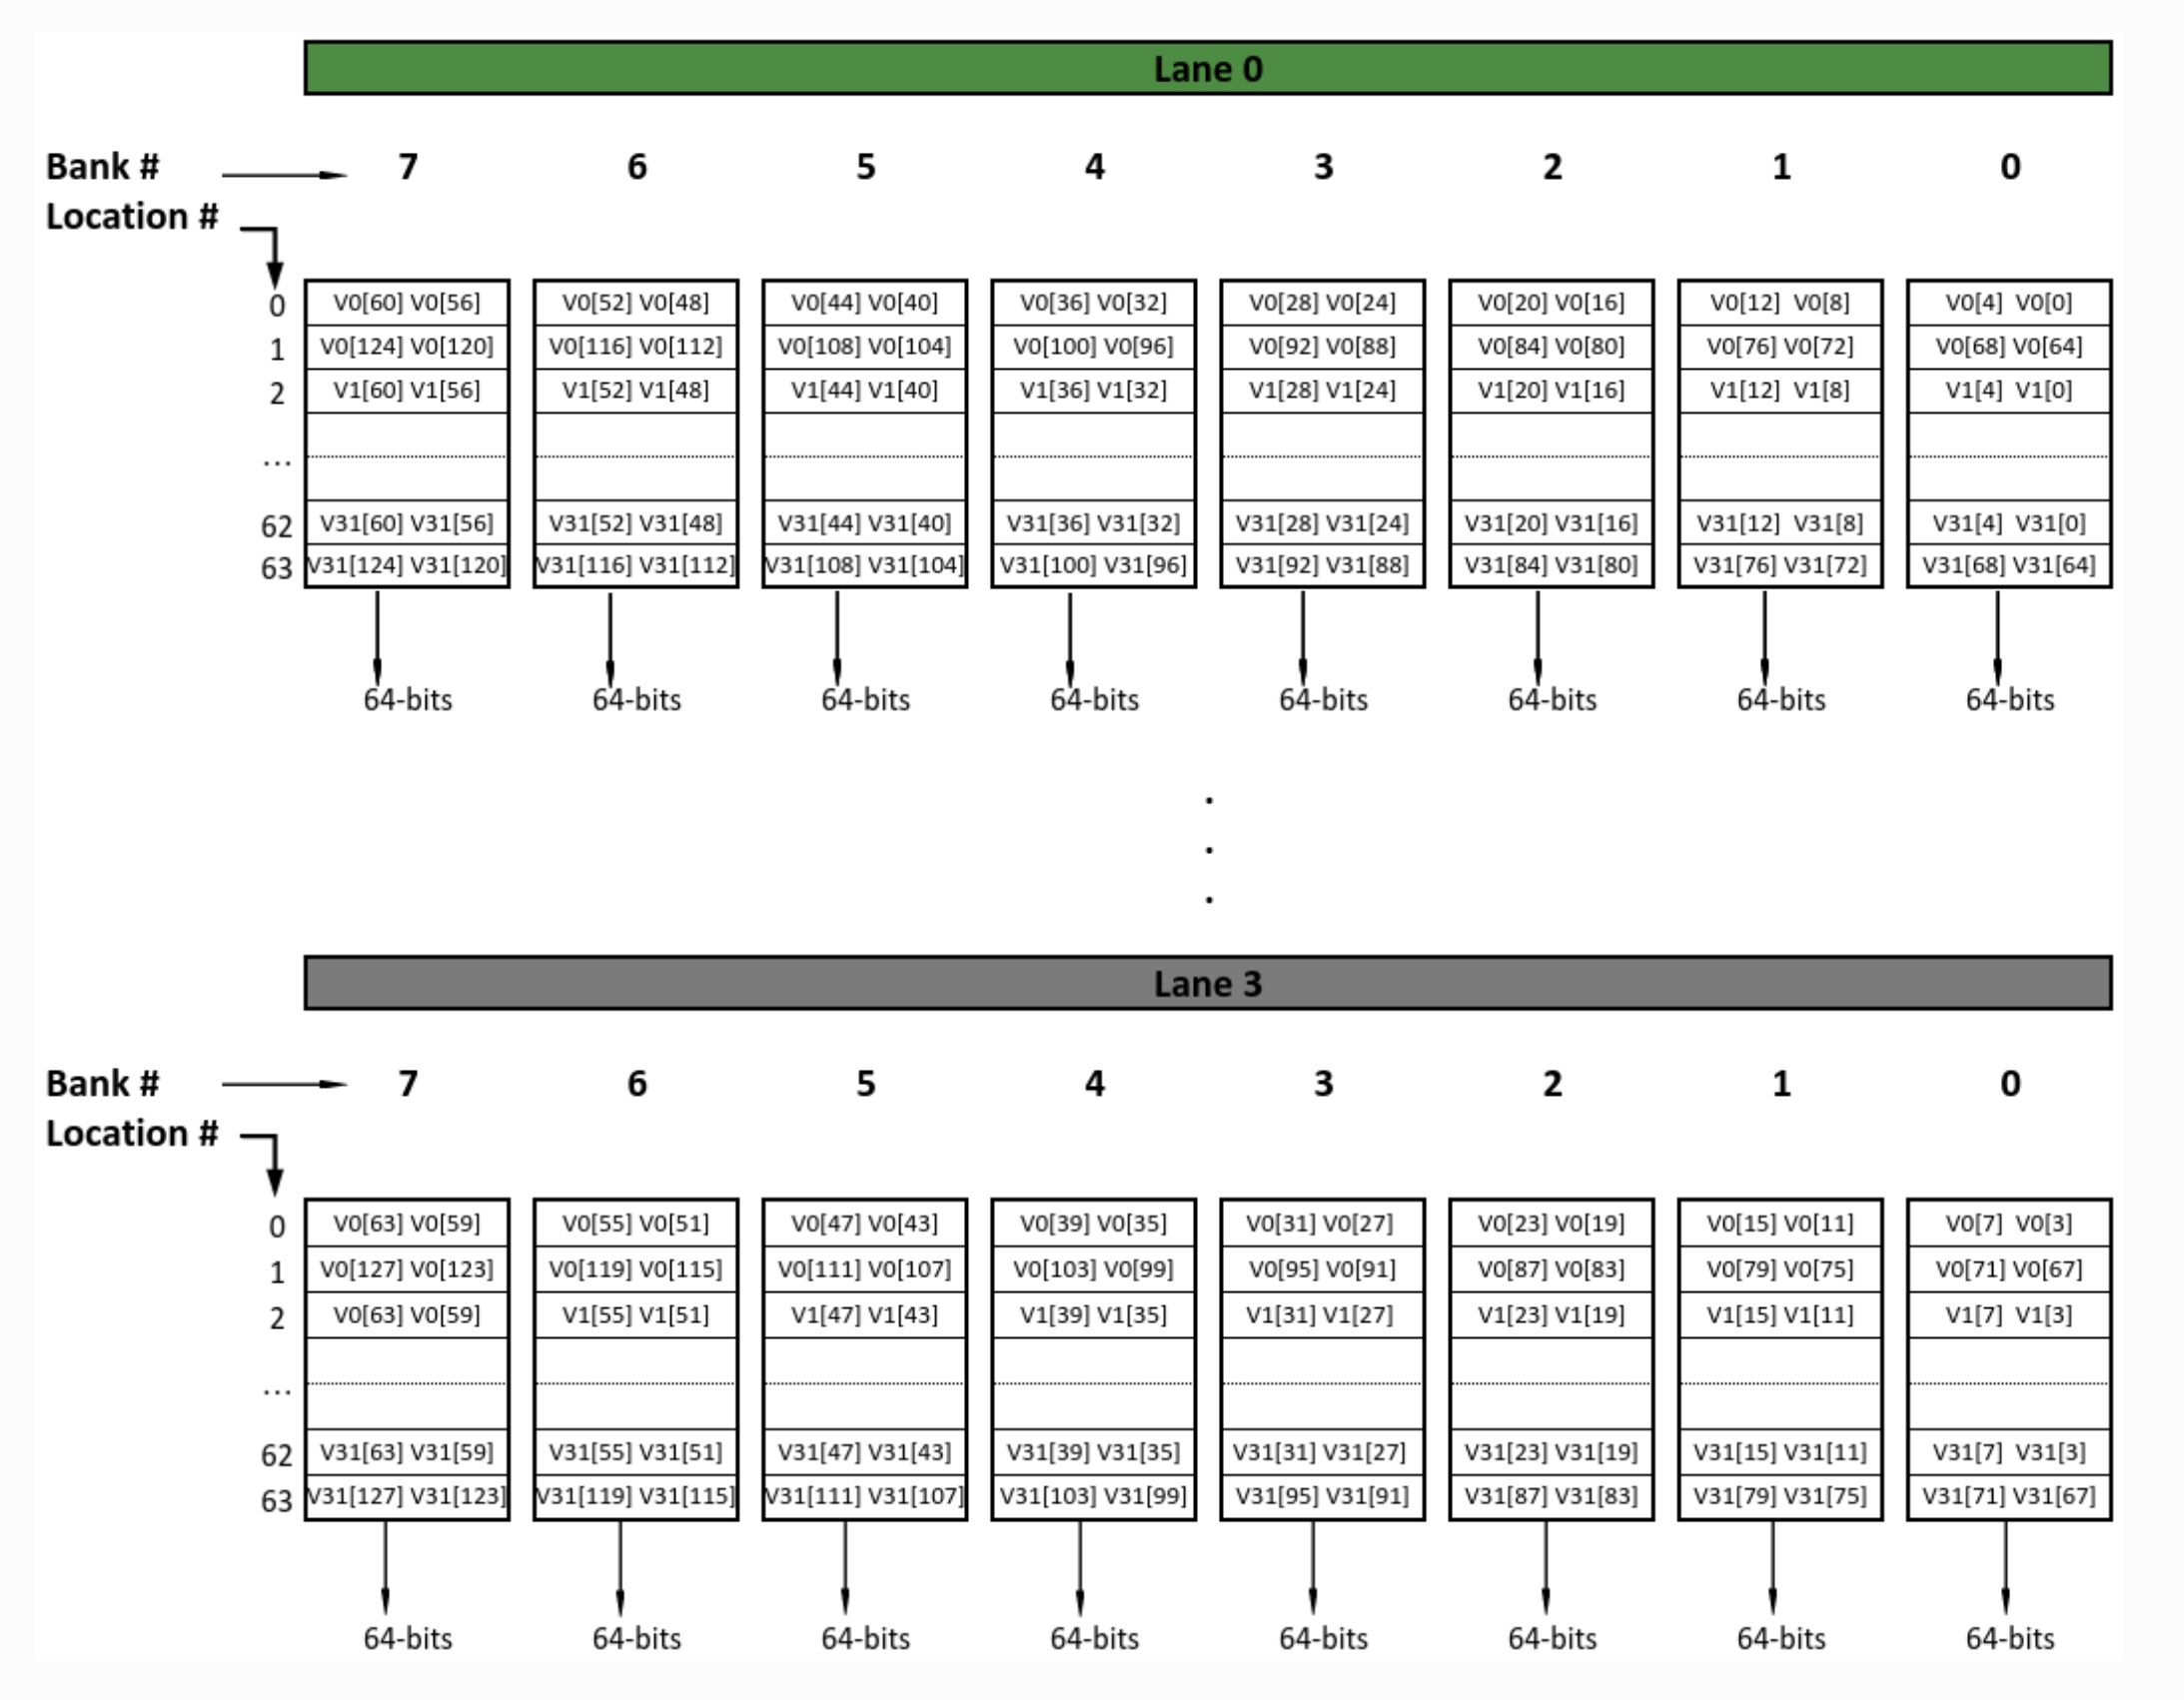 Lane 0
Bank # 7 6 5 4 3 2 1 0
Location #
0 V0[60] V0[56] V0[52] V0[48] V0[44] V0[40] V0[36] V0[32] V0[28] V0[24] V0[20] V0[16] V0[12] V0[8] V0[4] V0[0]
1 V0[124] V0[120] V0[116] V0[112] V0[108] V0[104] V0[100] V0[96] V0[92] V0[88] V0[84] V0[80] V0[76] V0[72] V0[68] V0[64]
2 V1[60] V1[56] V1[52] V1[48] V1[44] V1[40] V1[36] V1[32] V1[28] V1[24] V1[20] V1[16] V1[12] V1[8] V1[4] V1[0]
...
62 V31[60] V31[56] V31[52] V31[48] V31[44] V31[40] V31[36] V31[32] V31[28] V31[24] V31[20] V31[16] V31[12] V31[8] V31[4] V31[0]
63 V31[124] V31[120] V31[116] V31[112] V31[108] V31[104] V31[100] V31[96] V31[92] V31[88] V31[84] V31[80] V31[76] V31[72] V31[68] V31[64]
64-bits 64-bits 64-bits 64-bits 64-bits 64-bits 64-bits 64-bits
.
.
.
Lane 3
Bank # 7 6 5 4 3 2 1 0
Location #
0 V0[63] V0[59] V0[55] V0[51] V0[47] V0[43] V0[39] V0[35] V0[31] V0[27] V0[23] V0[19] V0[15] V0[11] V0[7] V0[3]
1 V0[127] V0[123] V0[119] V0[115] V0[111] V0[107] V0[103] V0[99] V0[95] V0[91] V0[87] V0[83] V0[79] V0[75] V0[71] V0[67]
2 V0[63] V0[59] V1[55] V1[51] V1[47] V1[43] V1[39] V1[35] V1[31] V1[27] V1[23] V1[19] V1[15] V1[11] V1[7] V1[3]
...
62 V31[63] V31[59] V31[55] V31[51] V31[47] V31[43] V31[39] V31[35] V31[31] V31[27] V31[23] V31[19] V31[15] V31[11] V31[7] V31[3]
63 V31[127] V31[123] V31[119] V31[115] V31[111] V31[107] V31[103] V31[99] V31[95] V31[91] V31[87] V31[83] V31[79] V31[75] V31[71] V31[67]
64-bits 64-bits 64-bits 64-bits 64-bits 64-bits 64-bits 64-bits